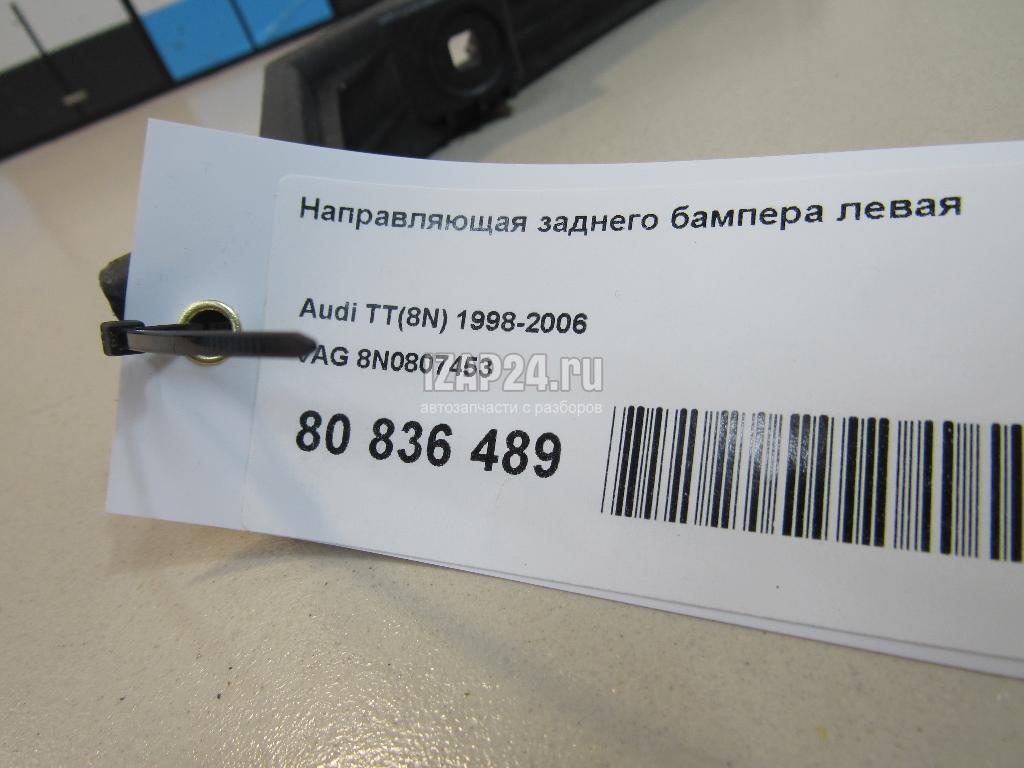 Направляющая заднего бампера левая
Audi TT(8N) 1998-2006
VAG 8N0807453
IZAP24.ru
автозапчасти с разборов
80 836 489